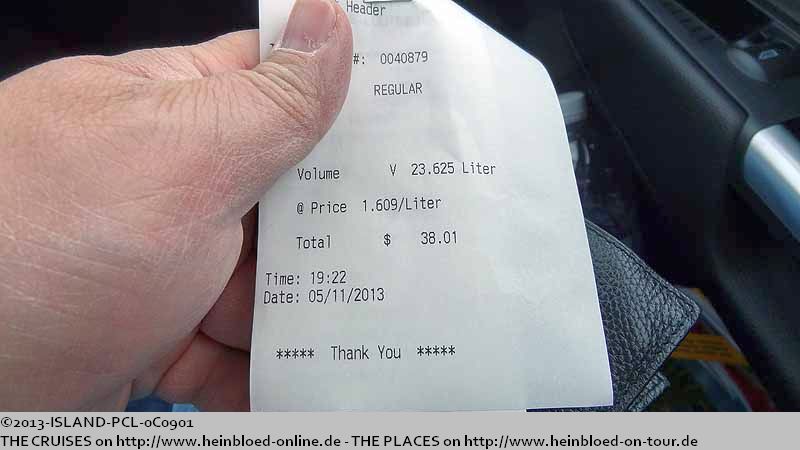 Header
#: 0040879
REGULAR
Volume V 23.625 Liter
@ Price 1.609/Liter
Total $ 38.01
Time: 19:22
Date: 05/11/2013
***** Thank You *****
©2013-ISLAND-PCL-0C0901
THE CRUISES on http://www.heinbloed-online.de - THE PLACES on http://www.heinbloed-on-tour.de